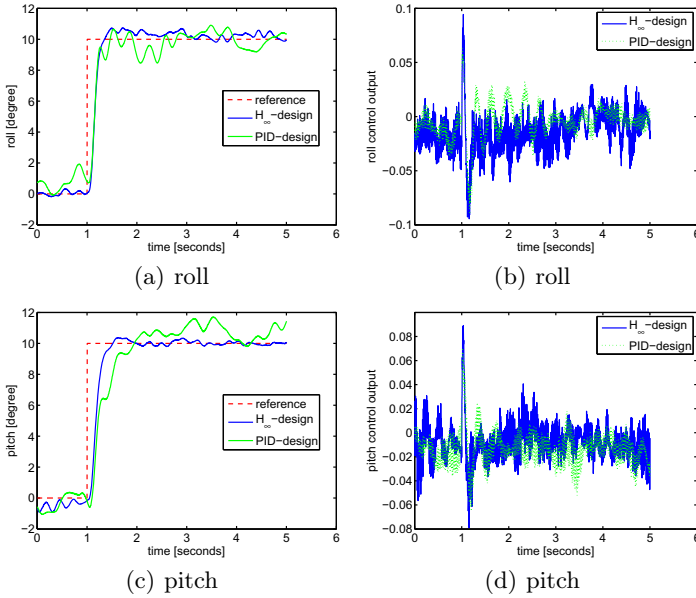 12
10
8
6
4
2
0
−2
roll [degree]
reference
H∞−design
PID−design
0 1 2 3 4 5 6
time [seconds]
(a) roll
0.1
0.05
0
−0.05
−0.1
roll control output
H∞−design
PID−design
0 1 2 3 4 5 6
time [seconds]
(b) roll
12
10
8
6
4
2
0
−2
pitch [degree]
reference
H∞−design
PID−design
0 1 2 3 4 5 6
time [seconds]
(c) pitch
0.08
0.06
0.04
0.02
0
−0.02
−0.04
−0.06
−0.08
pitch control output
H∞−design
PID−design
0 1 2 3 4 5 6
time [seconds]
(d) pitch